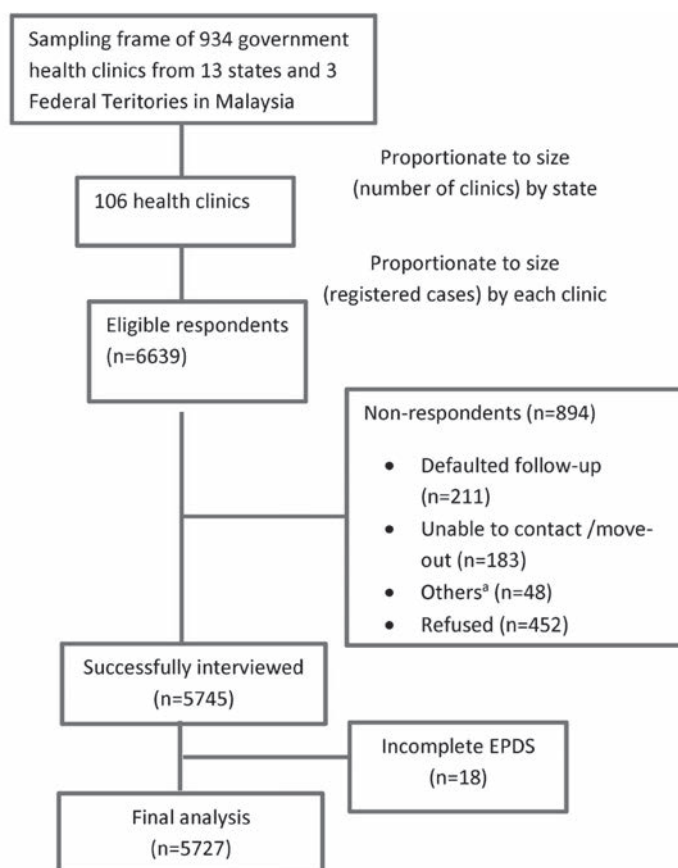 Sampling frame of 934 government
health clinics from 13 states and 3
Federal Territories in Malaysia
Proportionate to size
(number of clinics) by state
106 health clinics
Proportionate to size
(registered cases) by each clinic
Eligible respondents
(n=6639)
Non-respondents (n=894)
• Defaulted follow-up
(n=211)
• Unable to contact /move-
out (n=183)
• Othersᵃ (n=48)
• Refused (n=452)
Successfully interviewed
(n=5745)
Incomplete EPDS
(n=18)
Final analysis
(n=5727)